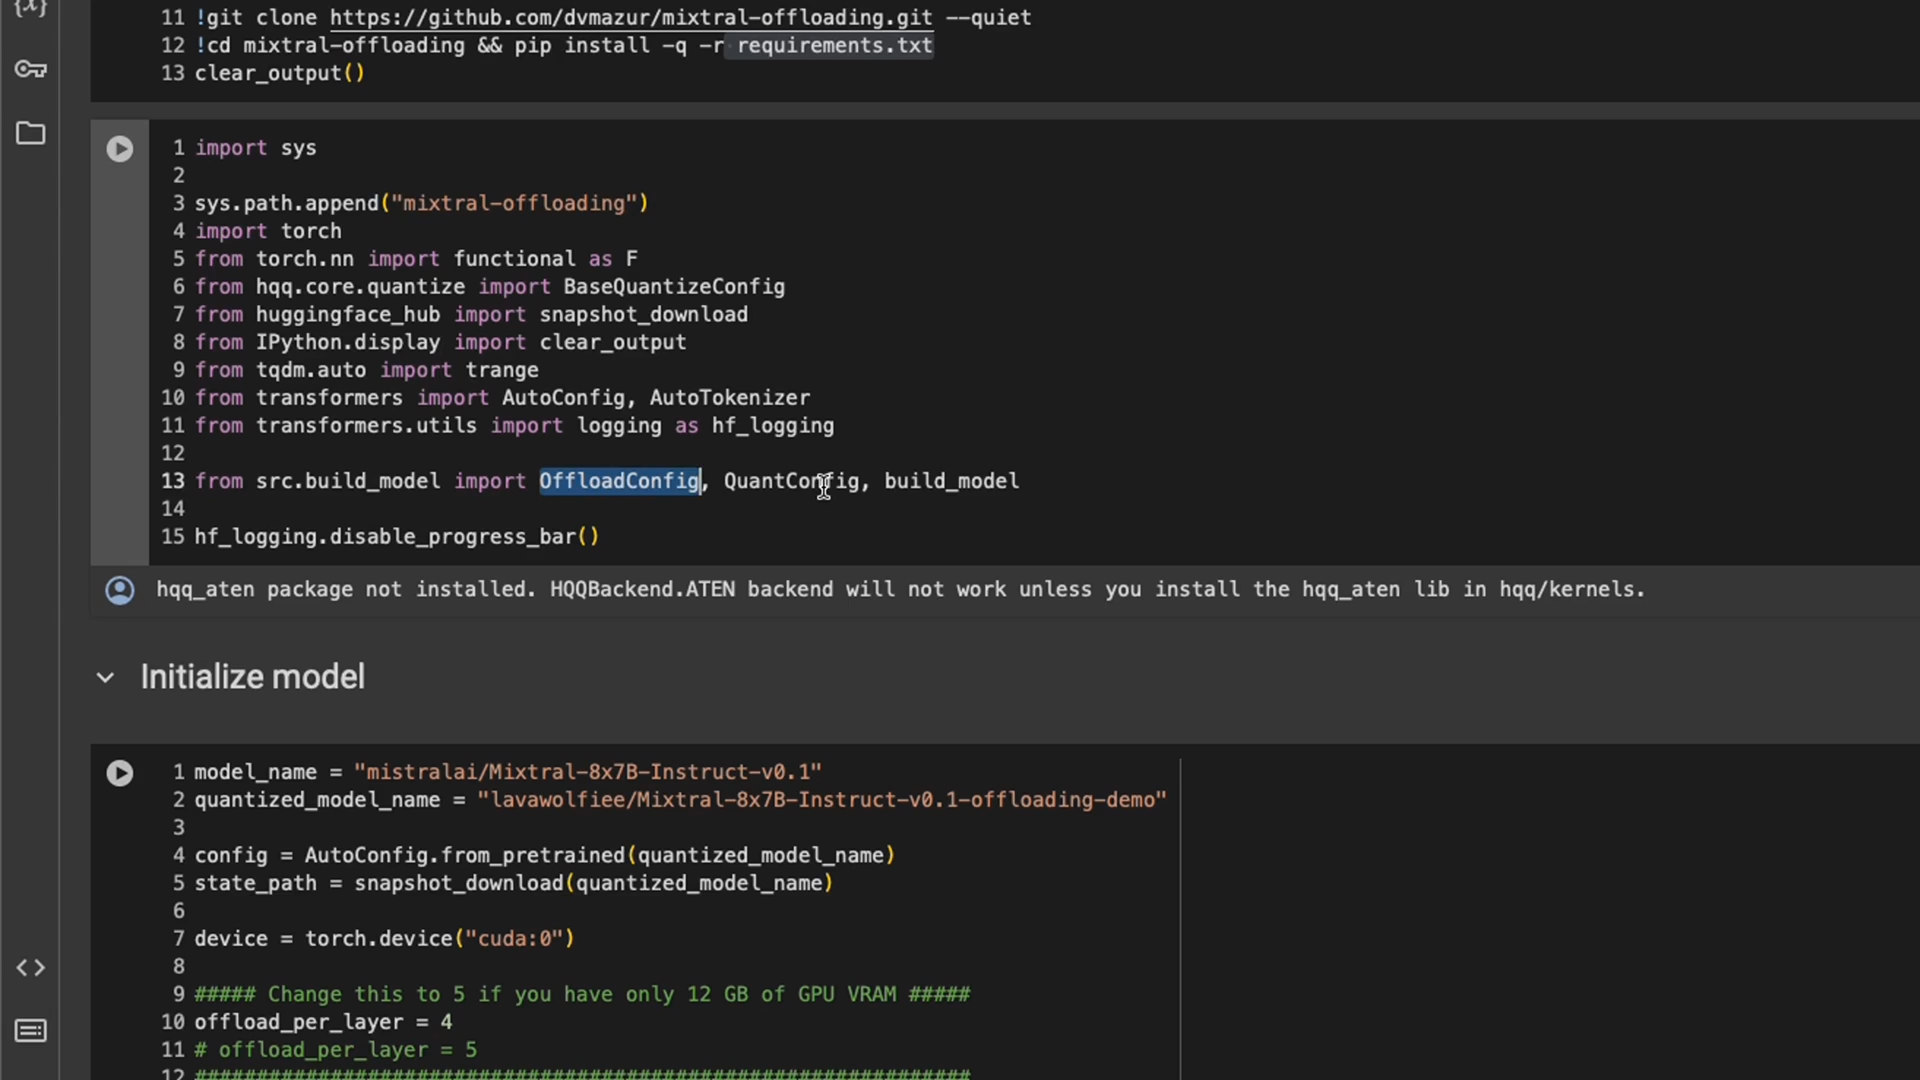 {x}
11 !git clone https://github.com/dvmazur/mixtral-offloading.git --quiet
12 !cd mixtral-offloading && pip install -q -r requirements.txt
13 clear_output()
1 import sys
2
3 sys.path.append("mixtral-offloading")
4 import torch
5 from torch.nn import functional as F
6 from hqq.core.quantize import BaseQuantizeConfig
7 from huggingface_hub import snapshot_download
8 from IPython.display import clear_output
9 from tqdm.auto import trange
10 from transformers import AutoConfig, AutoTokenizer
11 from transformers.utils import logging as hf_logging
12
13 from src.build_model import OffloadConfig, QuantConfig, build_model
14
15 hf_logging.disable_progress_bar()
hqq_aten package not installed. HQQBackend.ATEN backend will not work unless you install the hqq_aten lib in hqq/kernels.
Initialize model
1 model_name = "mistralai/Mixtral-8x7B-Instruct-v0.1"
2 quantized_model_name = "lavawolfiee/Mixtral-8x7B-Instruct-v0.1-offloading-demo"
3
4 config = AutoConfig.from_pretrained(quantized_model_name)
5 state_path = snapshot_download(quantized_model_name)
6
7 device = torch.device("cuda:0")
8
9 ##### Change this to 5 if you have only 12 GB of GPU VRAM #####
10 offload_per_layer = 4
11 # offload_per_layer = 5
12 ###############################################################